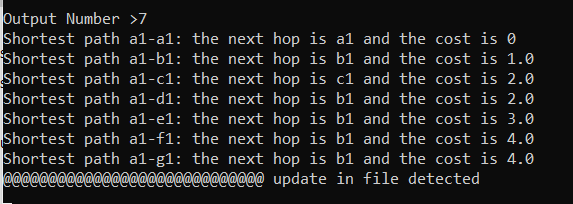 Output Number >7
Shortest path a1-a1: the next hop is a1 and the cost is 0
Shortest path a1-b1: the next hop is b1 and the cost is 1.0
Shortest path a1-c1: the next hop is c1 and the cost is 2.0
Shortest path a1-d1: the next hop is b1 and the cost is 2.0
Shortest path a1-e1: the next hop is b1 and the cost is 3.0
Shortest path a1-f1: the next hop is b1 and the cost is 4.0
Shortest path a1-g1: the next hop is b1 and the cost is 4.0
@@@@@@@@@@@@@@@@@@@@@@@@@@@@@ update in file detected